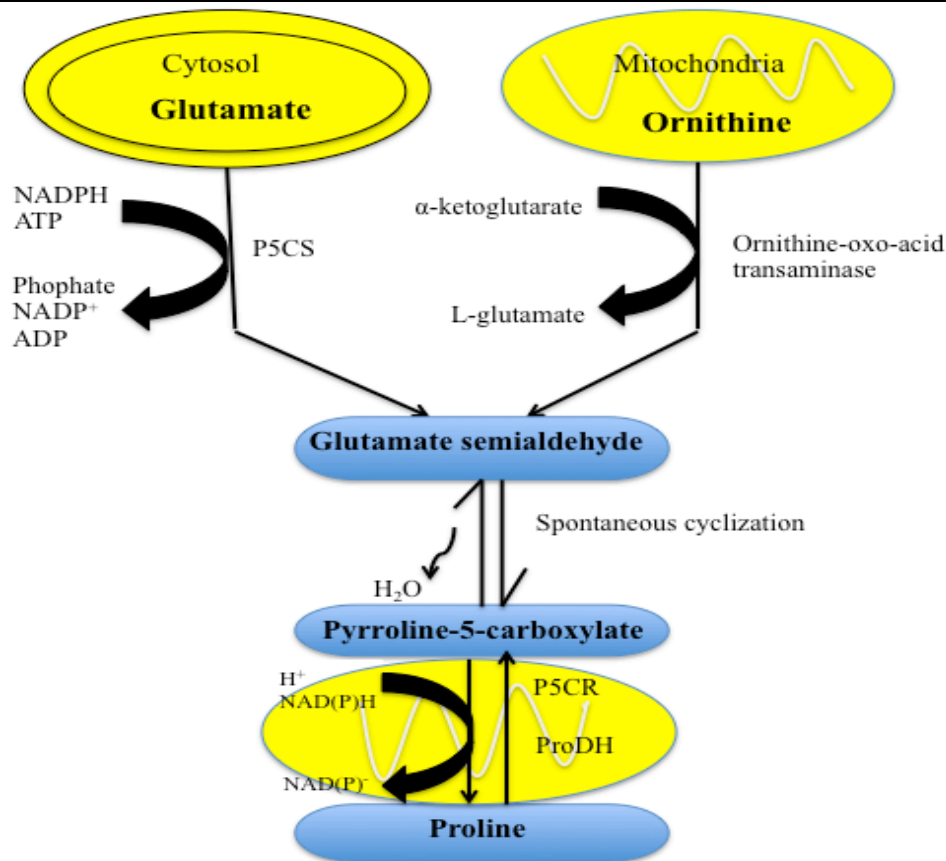 Cytosol
Glutamate
Mitochondria
Ornithine
NADPH
ATP
P5CS
Phophate
NADP⁺
ADP
α-ketoglutarate
L-glutamate
Ornithine-oxo-acid
transaminase
Glutamate semialdehyde
Spontaneous cyclization
H₂O
Pyrroline-5-carboxylate
H⁺
NAD(P)H
P5CR
ProDH
NAD(P)⁻
Proline